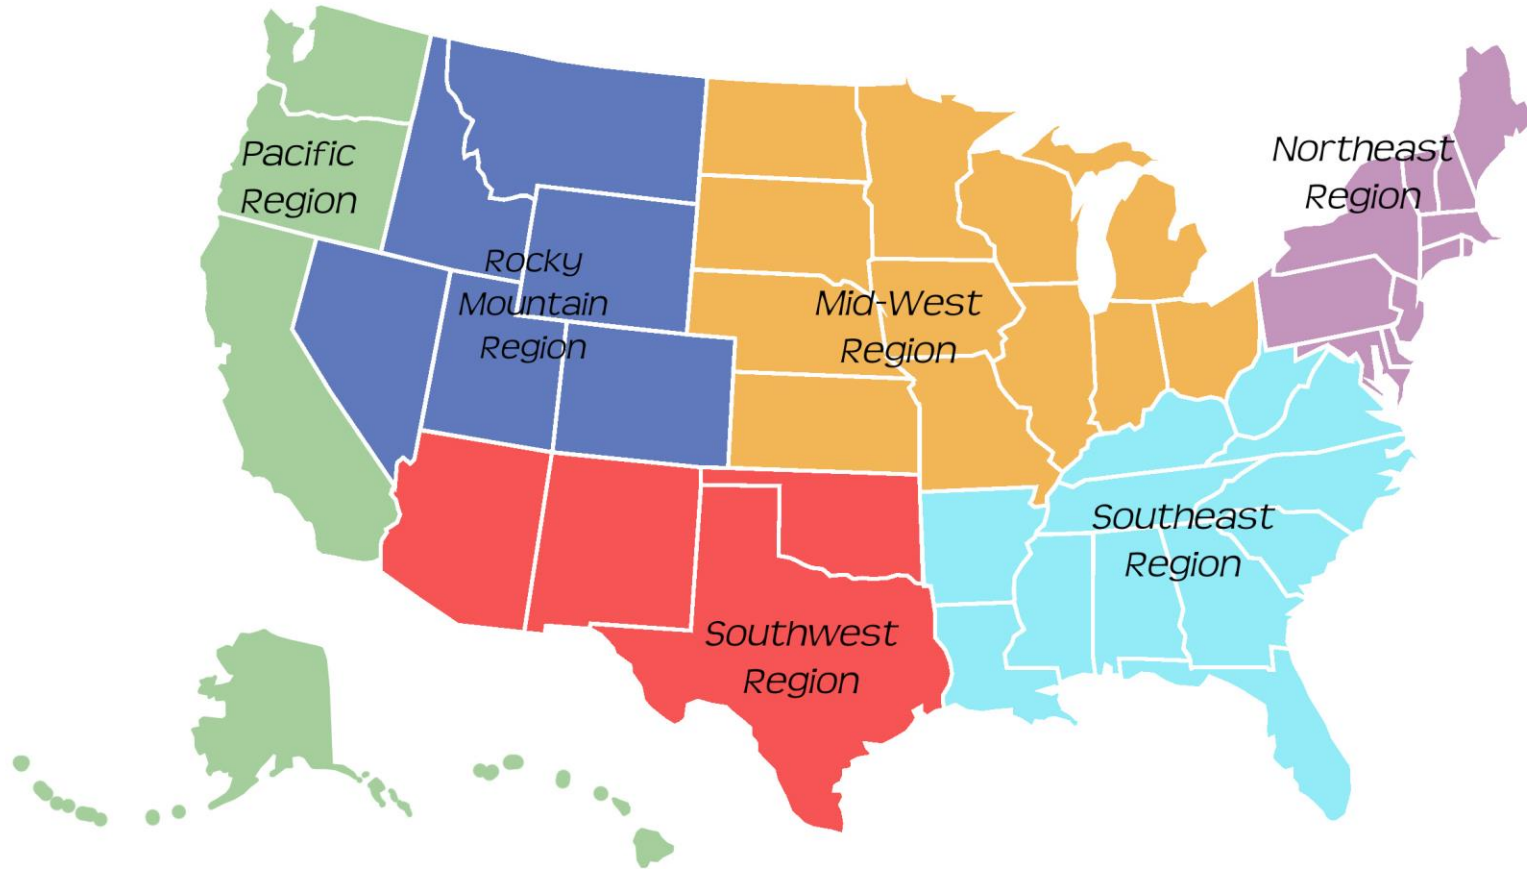 Pacific
Region
Rocky
Mountain
Region
Mid-West
Region
Northeast
Region
Southeast
Region
Southwest
Region